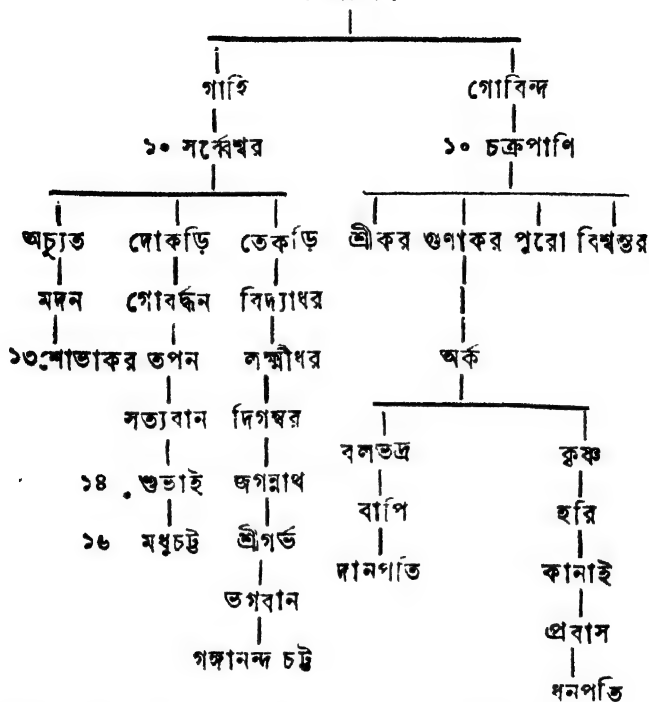 গাহি গোবিন্দ
১০ সর্ব্বেশ্বর ১০ চক্রপাণি
অচ্যুত দোকড়ি তেকড়ি শ্রীকর গুণাকর পুরো বিশ্বম্ভর
মদন গোবর্দ্ধন বিদ্যাধর
১৩ শোভাকর তপন লক্ষ্মীধর অর্ক
সত্যবান দিগম্বর
বলভদ্র কৃষ্ণ
১৪ . শুভাই জগন্নাথ
বাপি হরি
১৬ মধুচট্ট শ্রীগর্ভ
দানপতি কানাই
ভগবান
প্রবাস
গঙ্গানন্দ চট্ট
ধনপতি